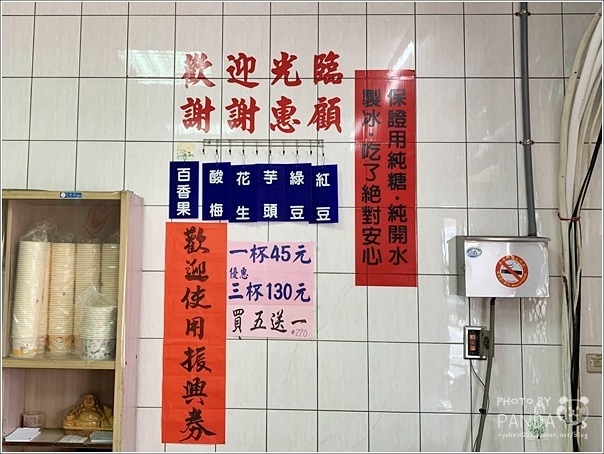 歡迎光臨
謝謝惠顧
保證用純糖·純開水
製冰·吃了絕對安心
紅豆
綠豆
芋頭
花生
酸梅
百香果
歡迎使用振興券
一杯45元
優惠
三杯130元
買五送一
$220
PHOTO BY
PANDA